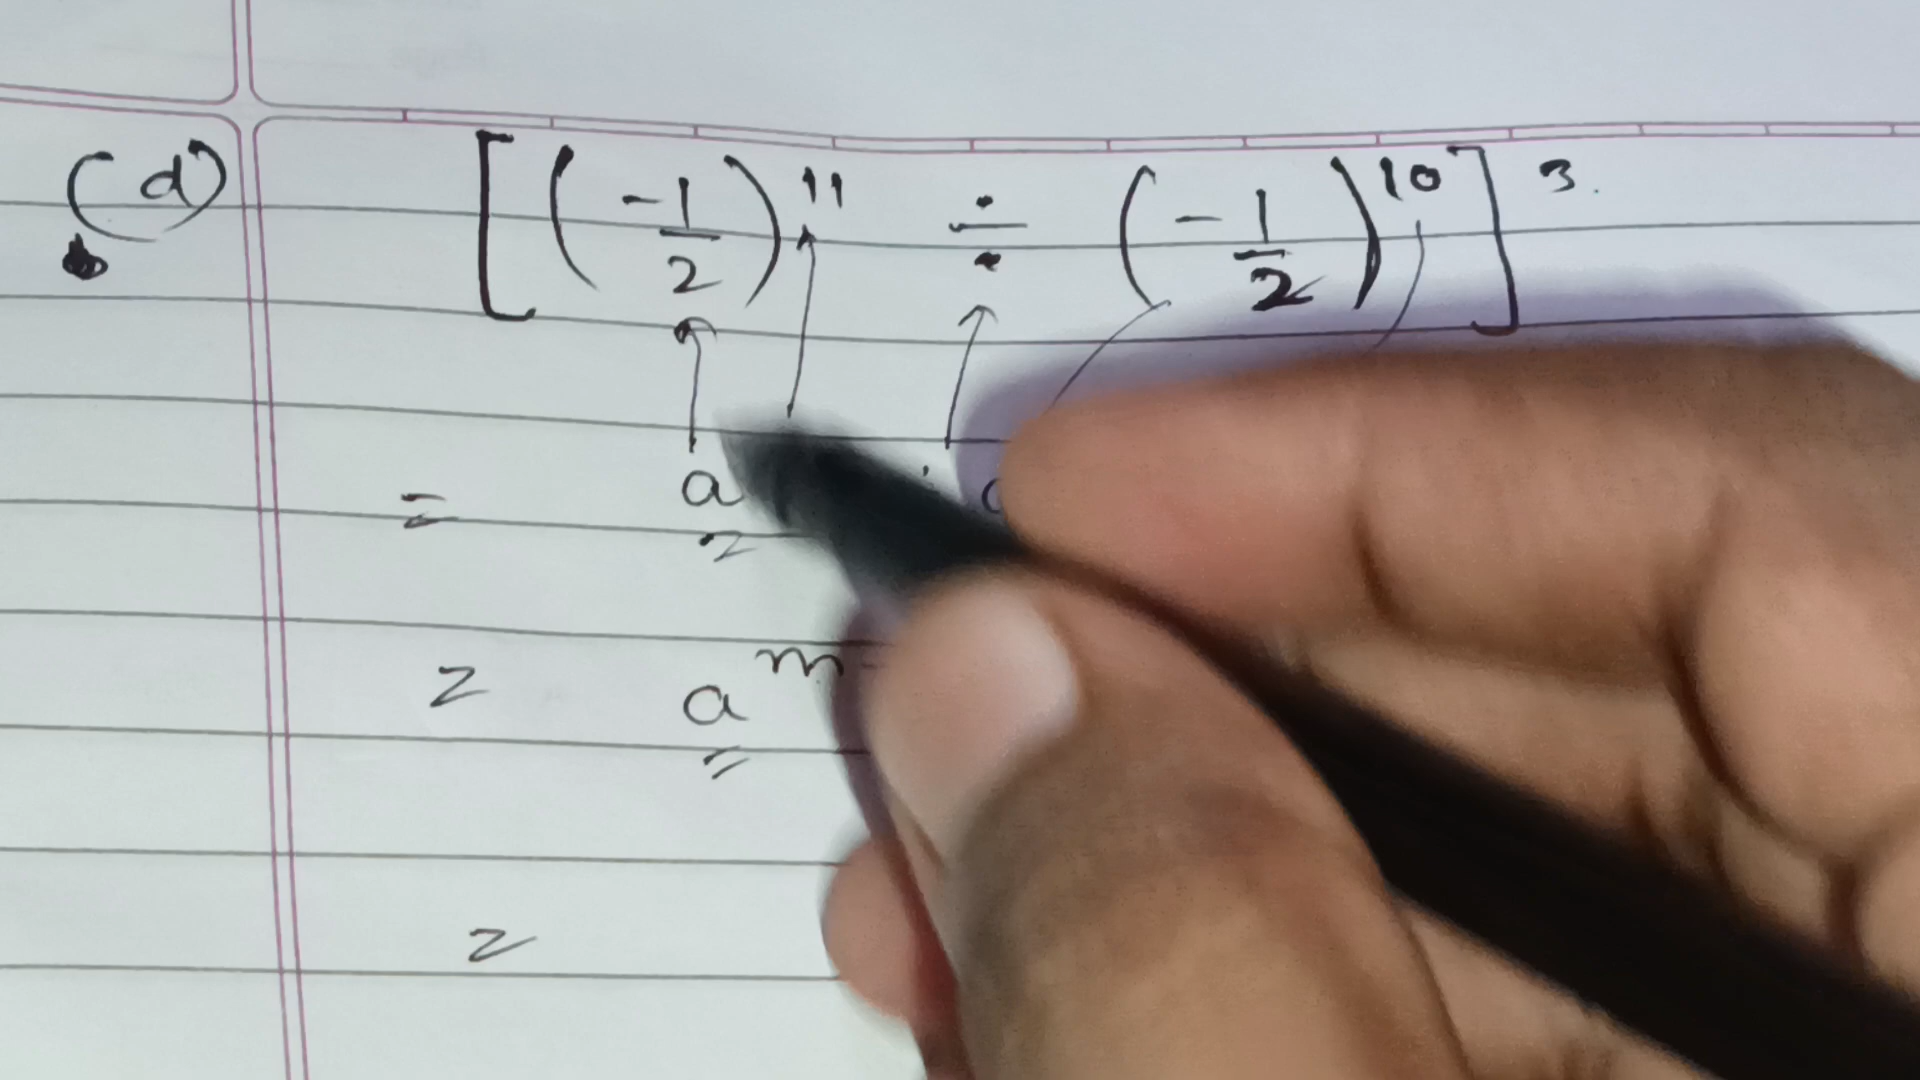 (d) [(-1/2)^11 ÷ (-1/2)^10]^3.
= a
= a^m
=